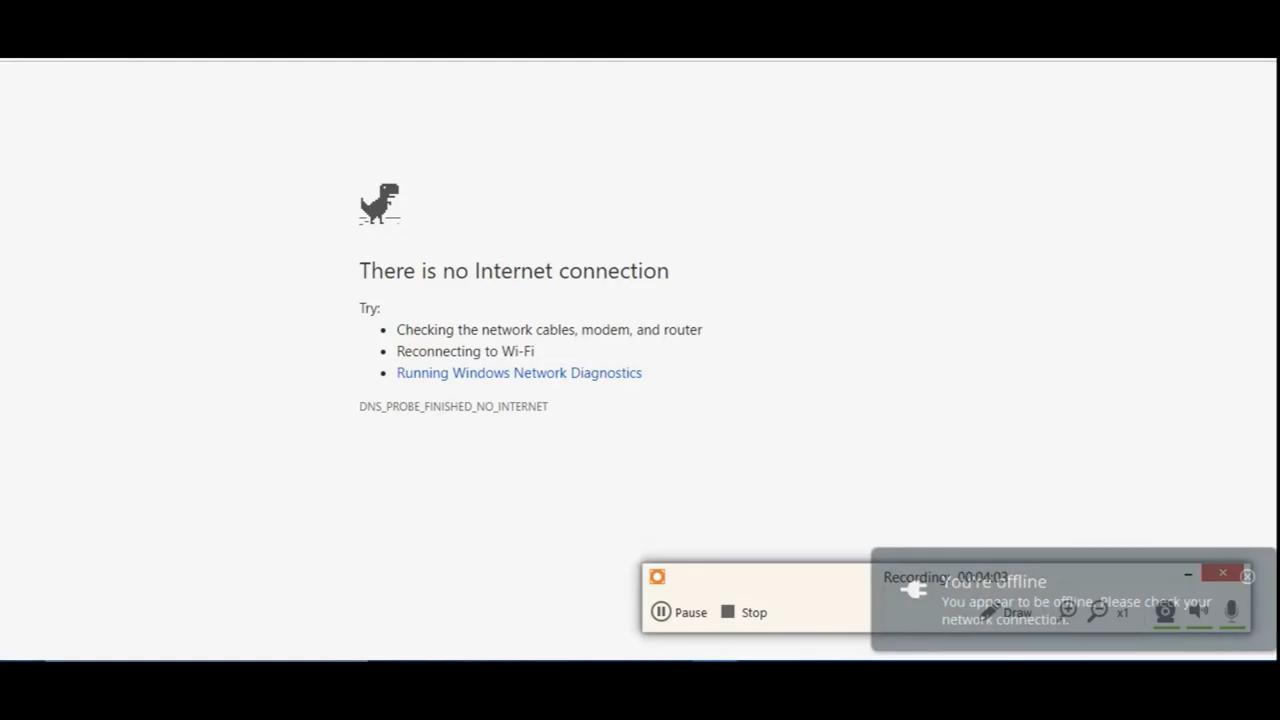 There is no Internet connection
Try:
Checking the network cables, modem, and router
Reconnecting to Wi-Fi
Running Windows Network Diagnostics
DNS_PROBE_FINISHED_NO_INTERNET
Recording: 00:04:03
You're offline
You appear to be offline. Please check your
network connection.
Pause Stop Draw x1